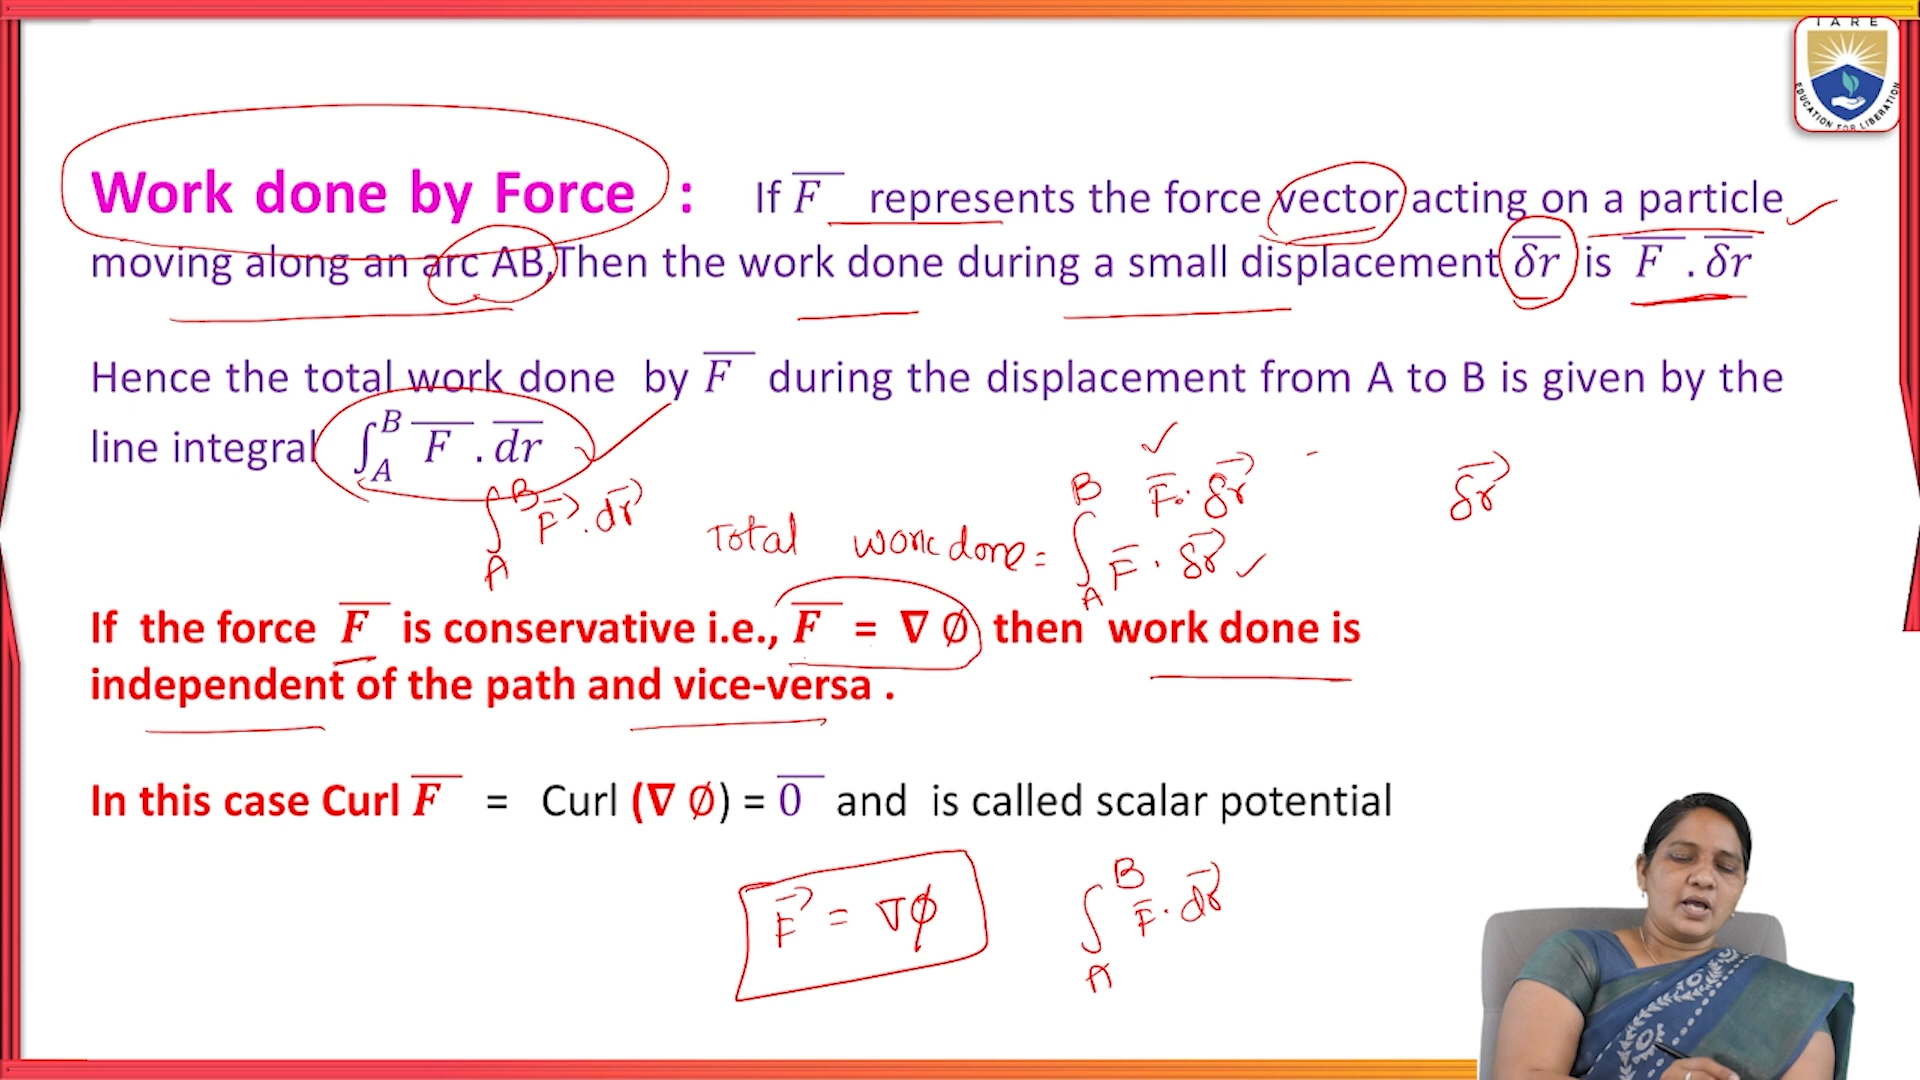 IARE
EDUCATION FOR LIBERATION
Work done by Force : If F̅ represents the force vector acting on a particle
moving along an arc AB,Then the work done during a small displacement δ̅r̅ is F̅ . δ̅r̅
Hence the total work done by F̅ during the displacement from A to B is given by the
line integral ∫_A^B F̅ . d̅r̅
F̅. δr⃗
δr⃗
∫_A^B F⃗ . dr⃗
Total work done = ∫_A^B F̅ . δr⃗
If the force F̅ is conservative i.e., F̅ = ∇ ∅ then work done is
independent of the path and vice-versa .
In this case Curl F̅ = Curl (∇ ∅) = 0̅ and is called scalar potential
F⃗ = ∇∅
∫_A^B F̅ . dr⃗